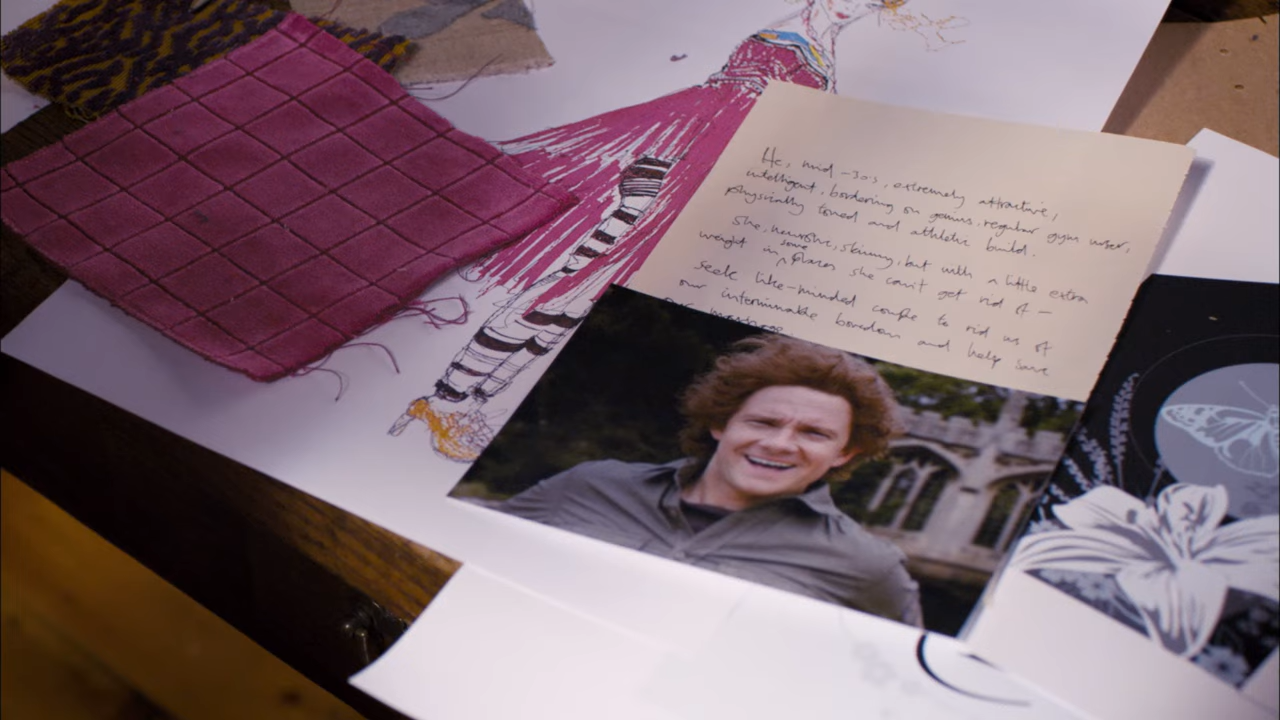 He, mid-30s, extremely attractive,
intelligent, bordering on genius, regular gym user,
physically toned and athletic build.
She, neurotic, skinny, but with a little extra
weight in some places she can't get rid of –
seek like-minded couple to rid us of
our interminable boredom and help save
our